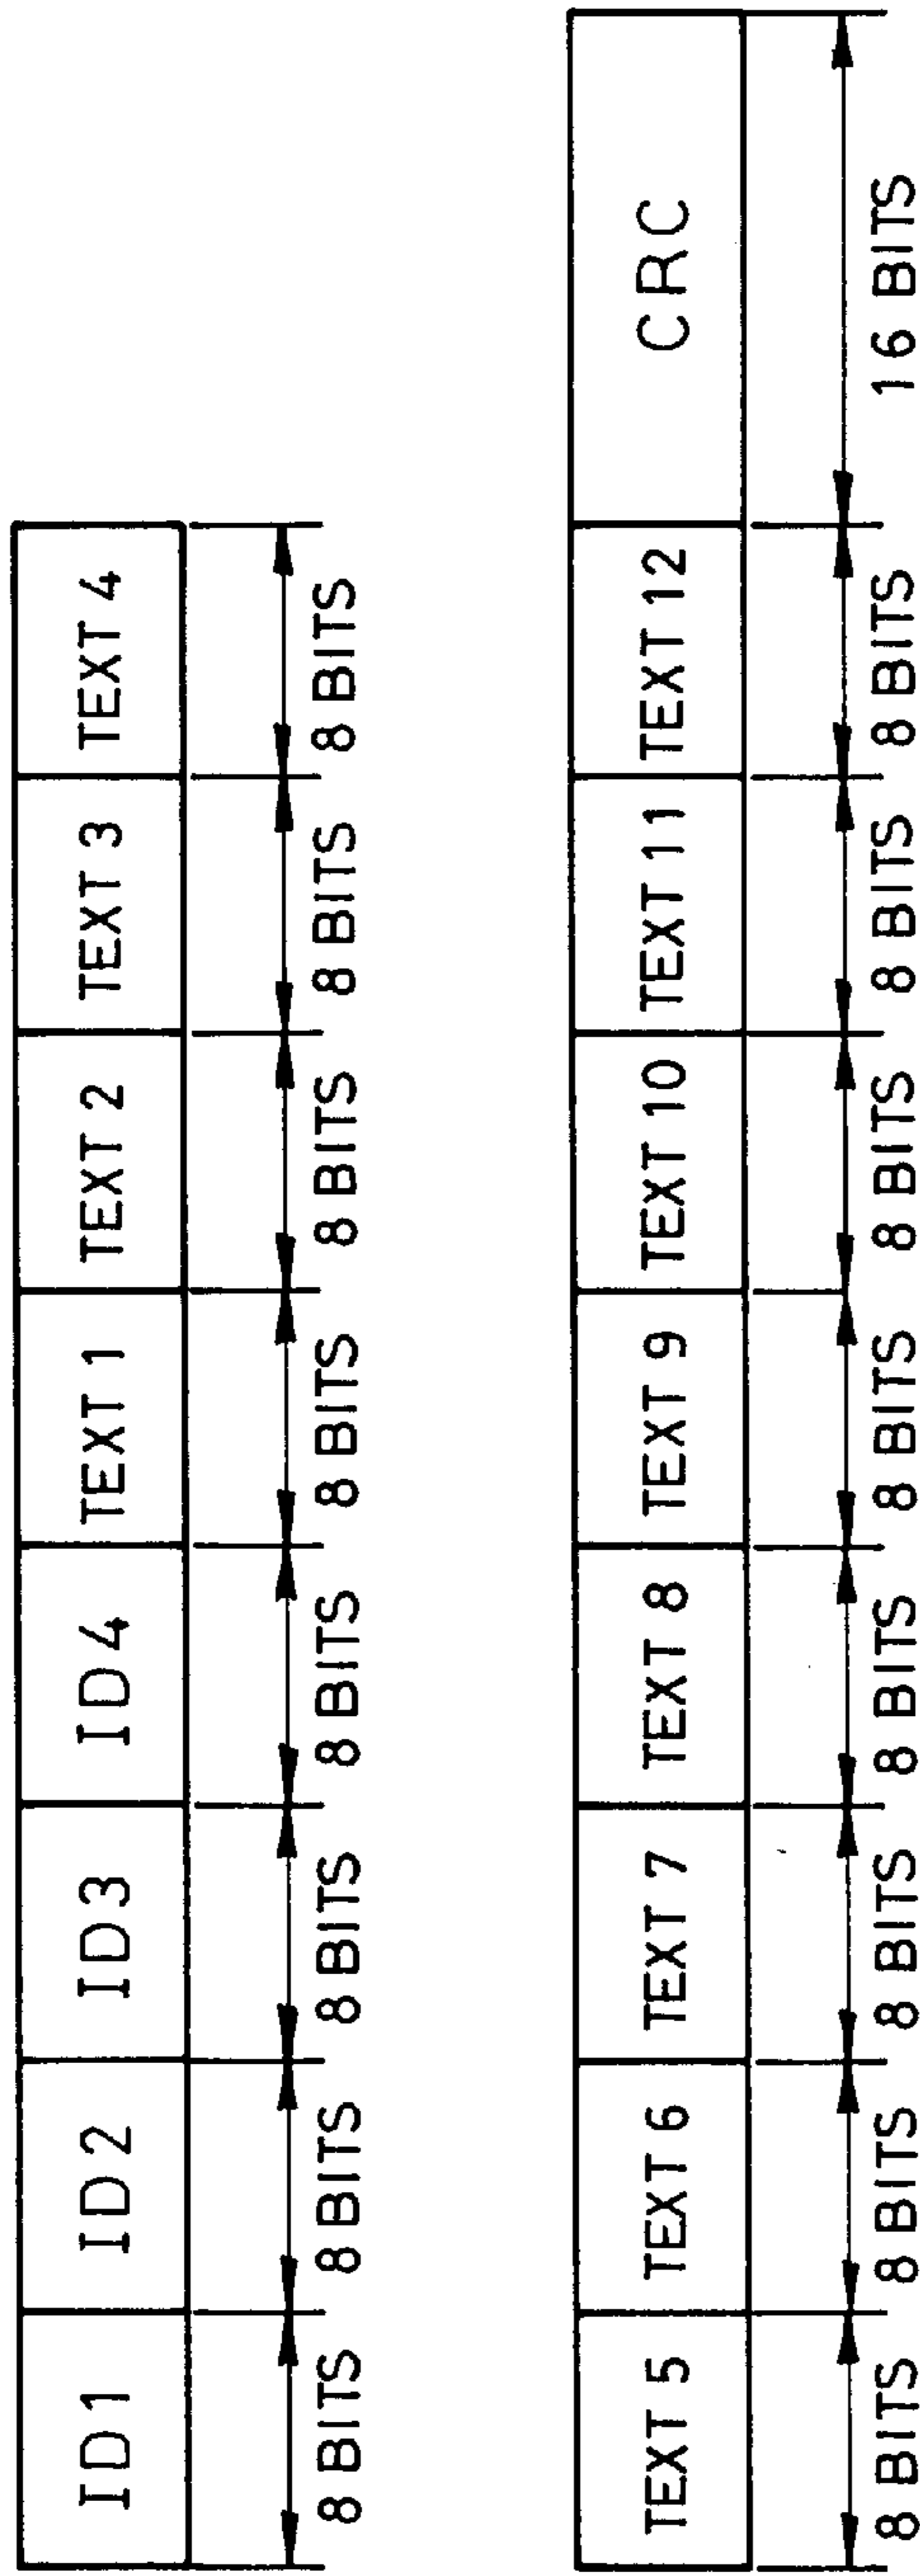 ID1 ID2 ID3 ID4 TEXT 1 TEXT 2 TEXT 3 TEXT 4
8 BITS 8 BITS 8 BITS 8 BITS 8 BITS 8 BITS 8 BITS 8 BITS
TEXT 5 TEXT 6 TEXT 7 TEXT 8 TEXT 9 TEXT 10 TEXT 11 TEXT 12 CRC
8 BITS 8 BITS 8 BITS 8 BITS 8 BITS 8 BITS 8 BITS 8 BITS 16 BITS